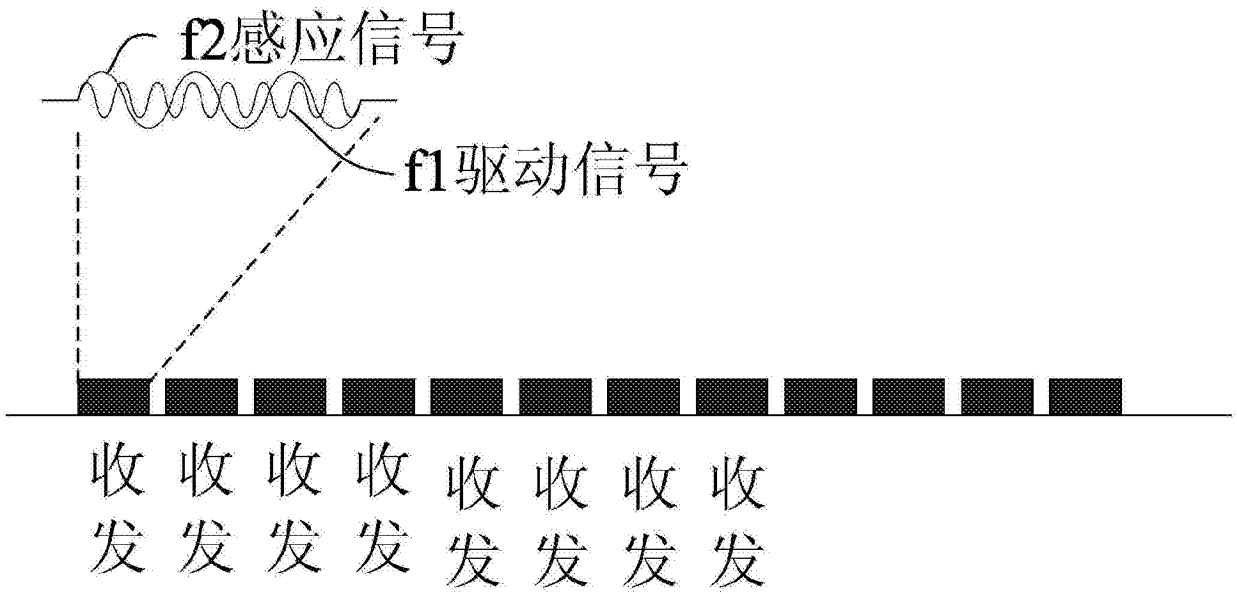 f2感应信号
f1驱动信号
收 收 收 收 收 收 收 收
发 发 发 发 发 发 发 发